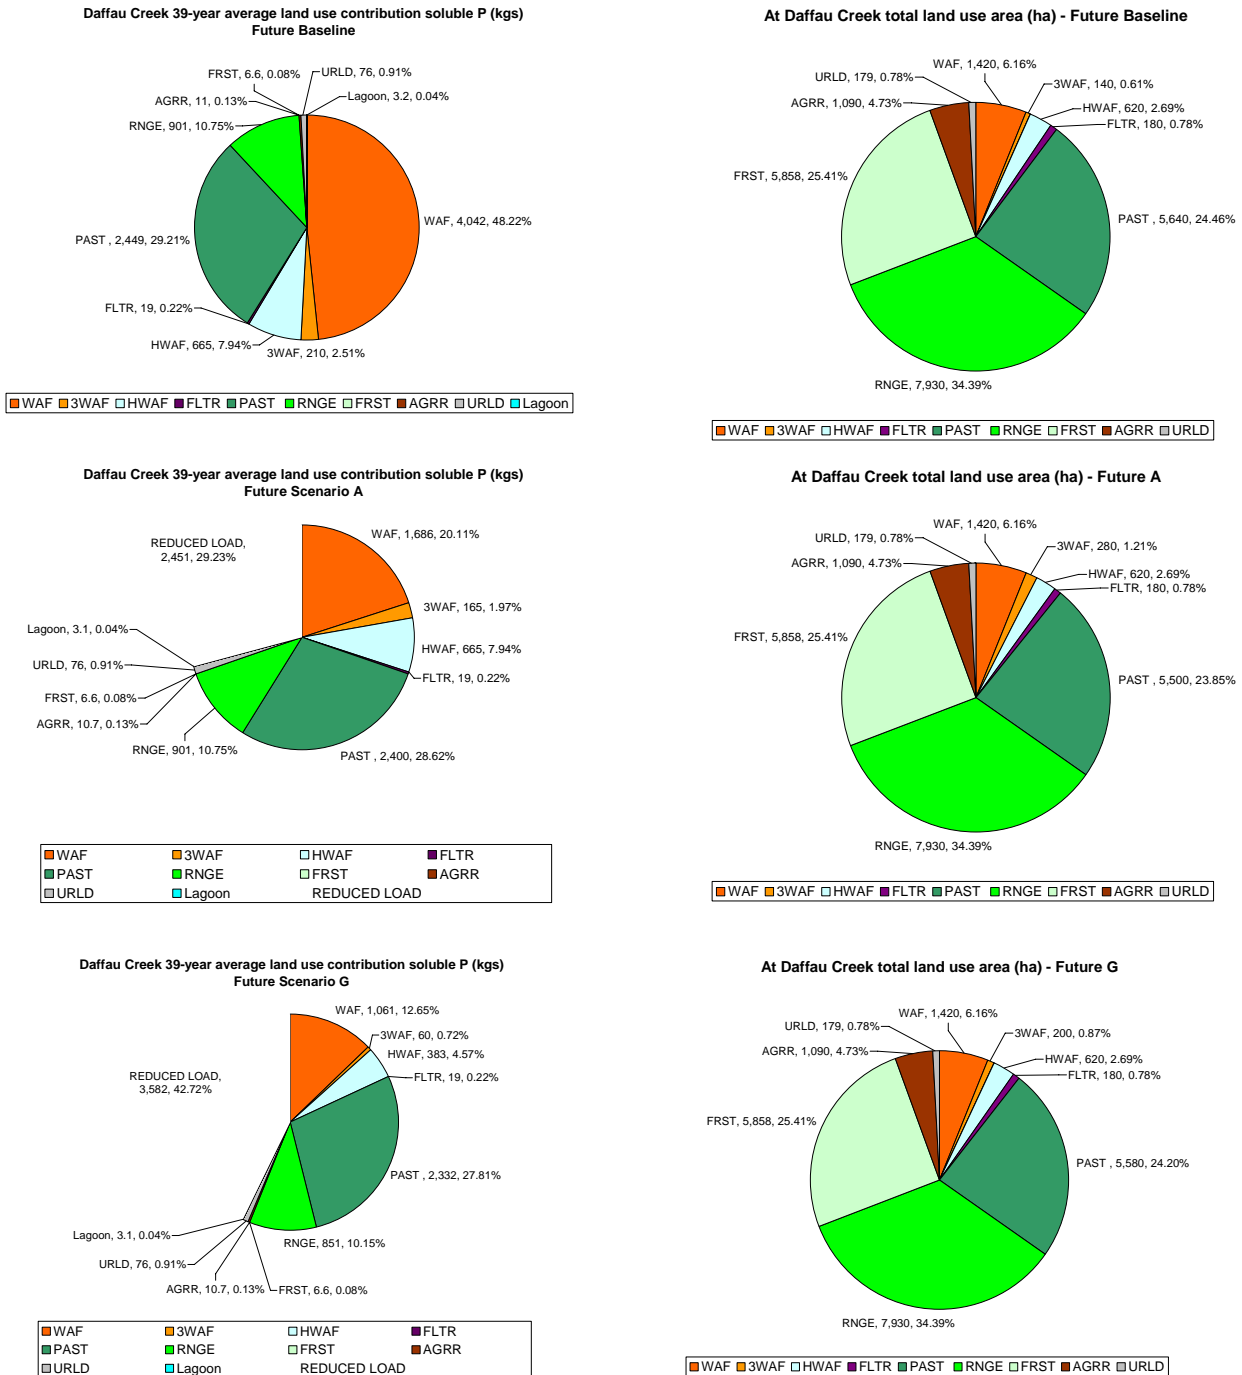 Daffau Creek 39-year average land use contribution soluble P (kgs)
Future Baseline
FRST, 6.6, 0.08%
URLD, 76, 0.91%
AGRR, 11, 0.13%
Lagoon, 3.2, 0.04%
RNGE, 901, 10.75%
WAF, 4,042, 48.22%
PAST , 2,449, 29.21%
FLTR, 19, 0.22%
HWAF, 665, 7.94%
3WAF, 210, 2.51%
WAF 3WAF HWAF FLTR PAST RNGE FRST AGRR URLD Lagoon
At Daffau Creek total land use area (ha) - Future Baseline
WAF, 1,420, 6.16%
URLD, 179, 0.78%
3WAF, 140, 0.61%
AGRR, 1,090, 4.73%
HWAF, 620, 2.69%
FLTR, 180, 0.78%
FRST, 5,858, 25.41%
PAST , 5,640, 24.46%
RNGE, 7,930, 34.39%
WAF 3WAF HWAF FLTR PAST RNGE FRST AGRR URLD
Daffau Creek 39-year average land use contribution soluble P (kgs)
Future Scenario A
REDUCED LOAD,
2,451, 29.23%
WAF, 1,686, 20.11%
3WAF, 165, 1.97%
Lagoon, 3.1, 0.04%
HWAF, 665, 7.94%
URLD, 76, 0.91%
FLTR, 19, 0.22%
FRST, 6.6, 0.08%
AGRR, 10.7, 0.13%
RNGE, 901, 10.75%
PAST , 2,400, 28.62%
WAF 3WAF HWAF FLTR
PAST RNGE FRST AGRR
URLD Lagoon REDUCED LOAD
At Daffau Creek total land use area (ha) - Future A
WAF, 1,420, 6.16%
URLD, 179, 0.78%
3WAF, 280, 1.21%
AGRR, 1,090, 4.73%
HWAF, 620, 2.69%
FLTR, 180, 0.78%
FRST, 5,858, 25.41%
PAST , 5,500, 23.85%
RNGE, 7,930, 34.39%
WAF 3WAF HWAF FLTR PAST RNGE FRST AGRR URLD
Daffau Creek 39-year average land use contribution soluble P (kgs)
Future Scenario G
WAF, 1,061, 12.65%
3WAF, 60, 0.72%
HWAF, 383, 4.57%
REDUCED LOAD,
3,582, 42.72%
FLTR, 19, 0.22%
PAST , 2,332, 27.81%
Lagoon, 3.1, 0.04%
RNGE, 851, 10.15%
URLD, 76, 0.91%
AGRR, 10.7, 0.13%
FRST, 6.6, 0.08%
WAF 3WAF HWAF FLTR
PAST RNGE FRST AGRR
URLD Lagoon REDUCED LOAD
At Daffau Creek total land use area (ha) - Future G
WAF, 1,420, 6.16%
URLD, 179, 0.78%
3WAF, 200, 0.87%
AGRR, 1,090, 4.73%
HWAF, 620, 2.69%
FLTR, 180, 0.78%
FRST, 5,858, 25.41%
PAST , 5,580, 24.20%
RNGE, 7,930, 34.39%
WAF 3WAF HWAF FLTR PAST RNGE FRST AGRR URLD